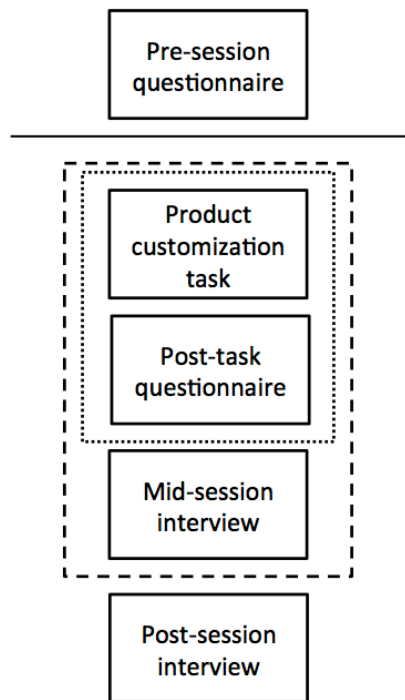 Pre-session
questionnaire
Product
customization
task
Post-task
questionnaire
Mid-session
interview
Post-session
interview